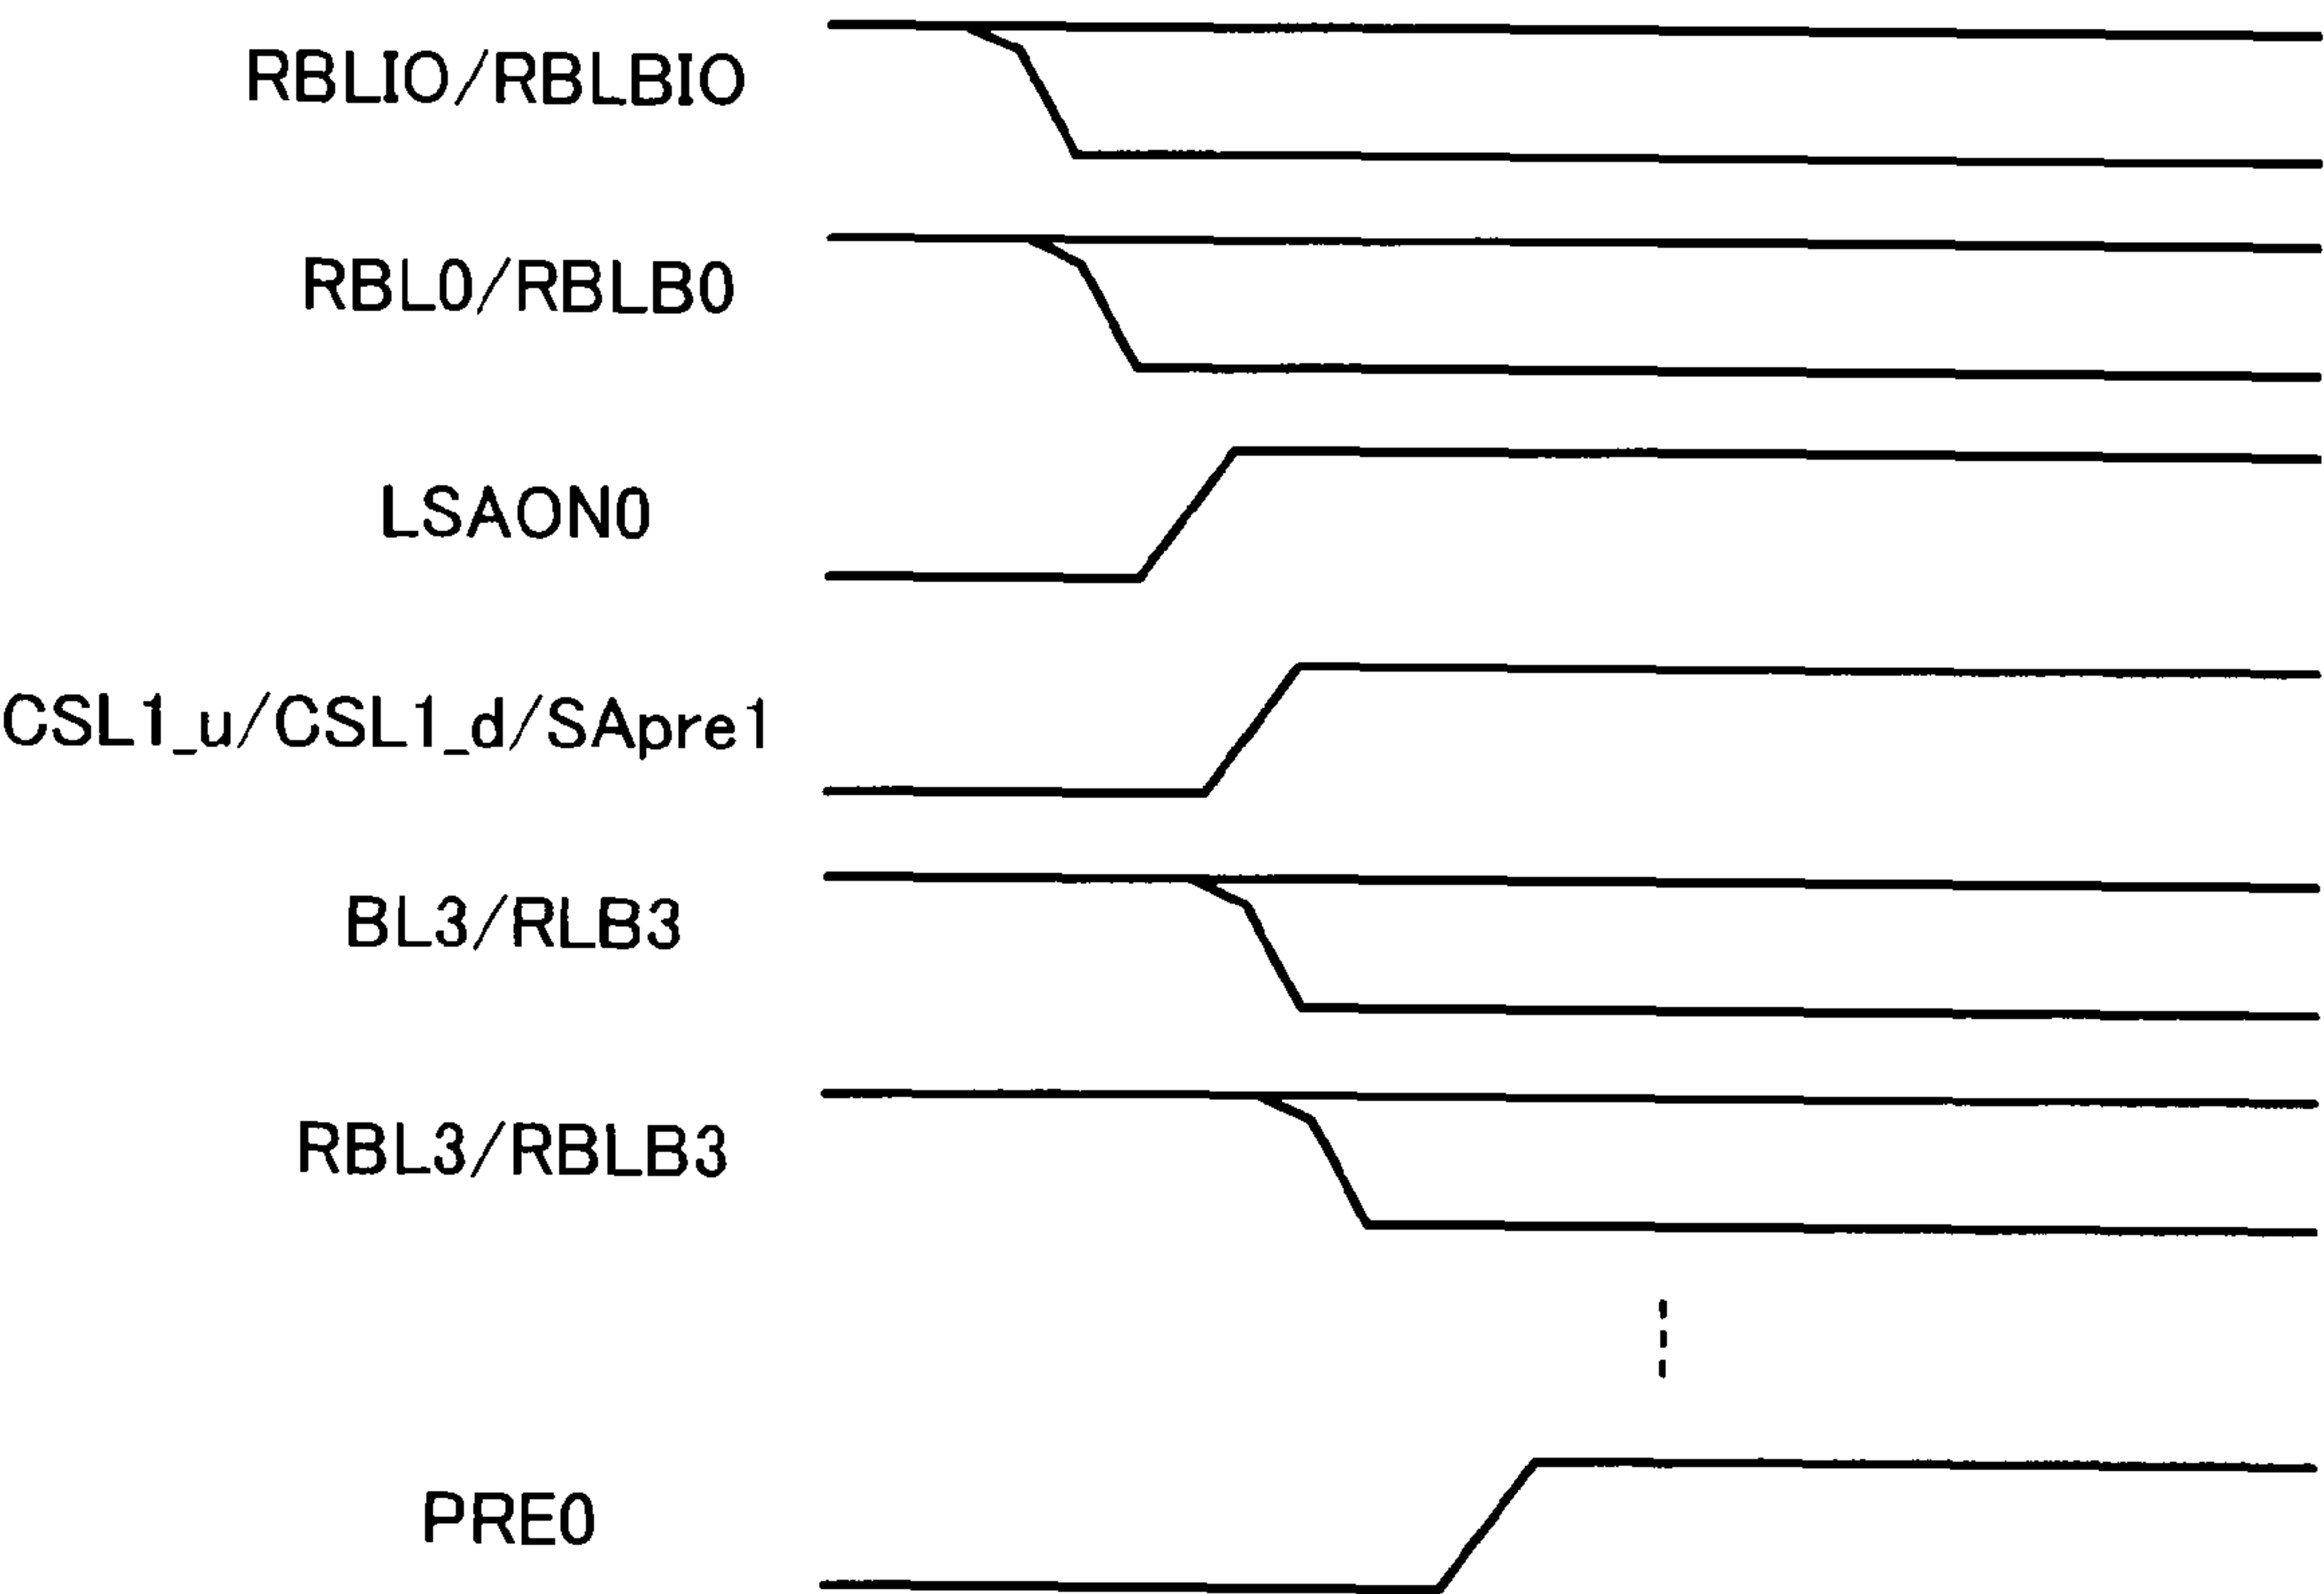 RBLIO/RBLBIO
RBL0/RBLB0
LSAON0
CSL1_u/CSL1_d/SApre1
BL3/RLB3
RBL3/RBLB3
PRE0